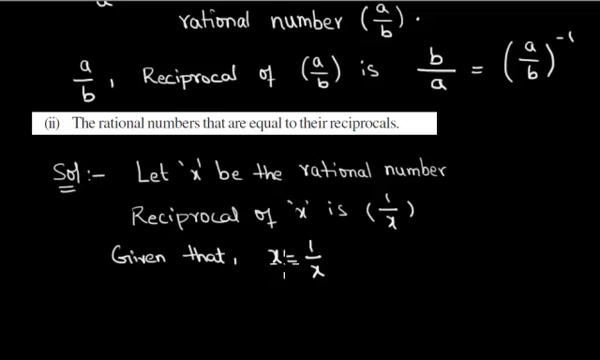 rational number (a/b).
a/b, Reciprocal of (a/b) is b/a = (a/b)⁻¹
(ii) The rational numbers that are equal to their reciprocals.
Sol:- Let 'x' be the rational number
Reciprocal of 'x' is (1/x)
Given that, x = 1/x